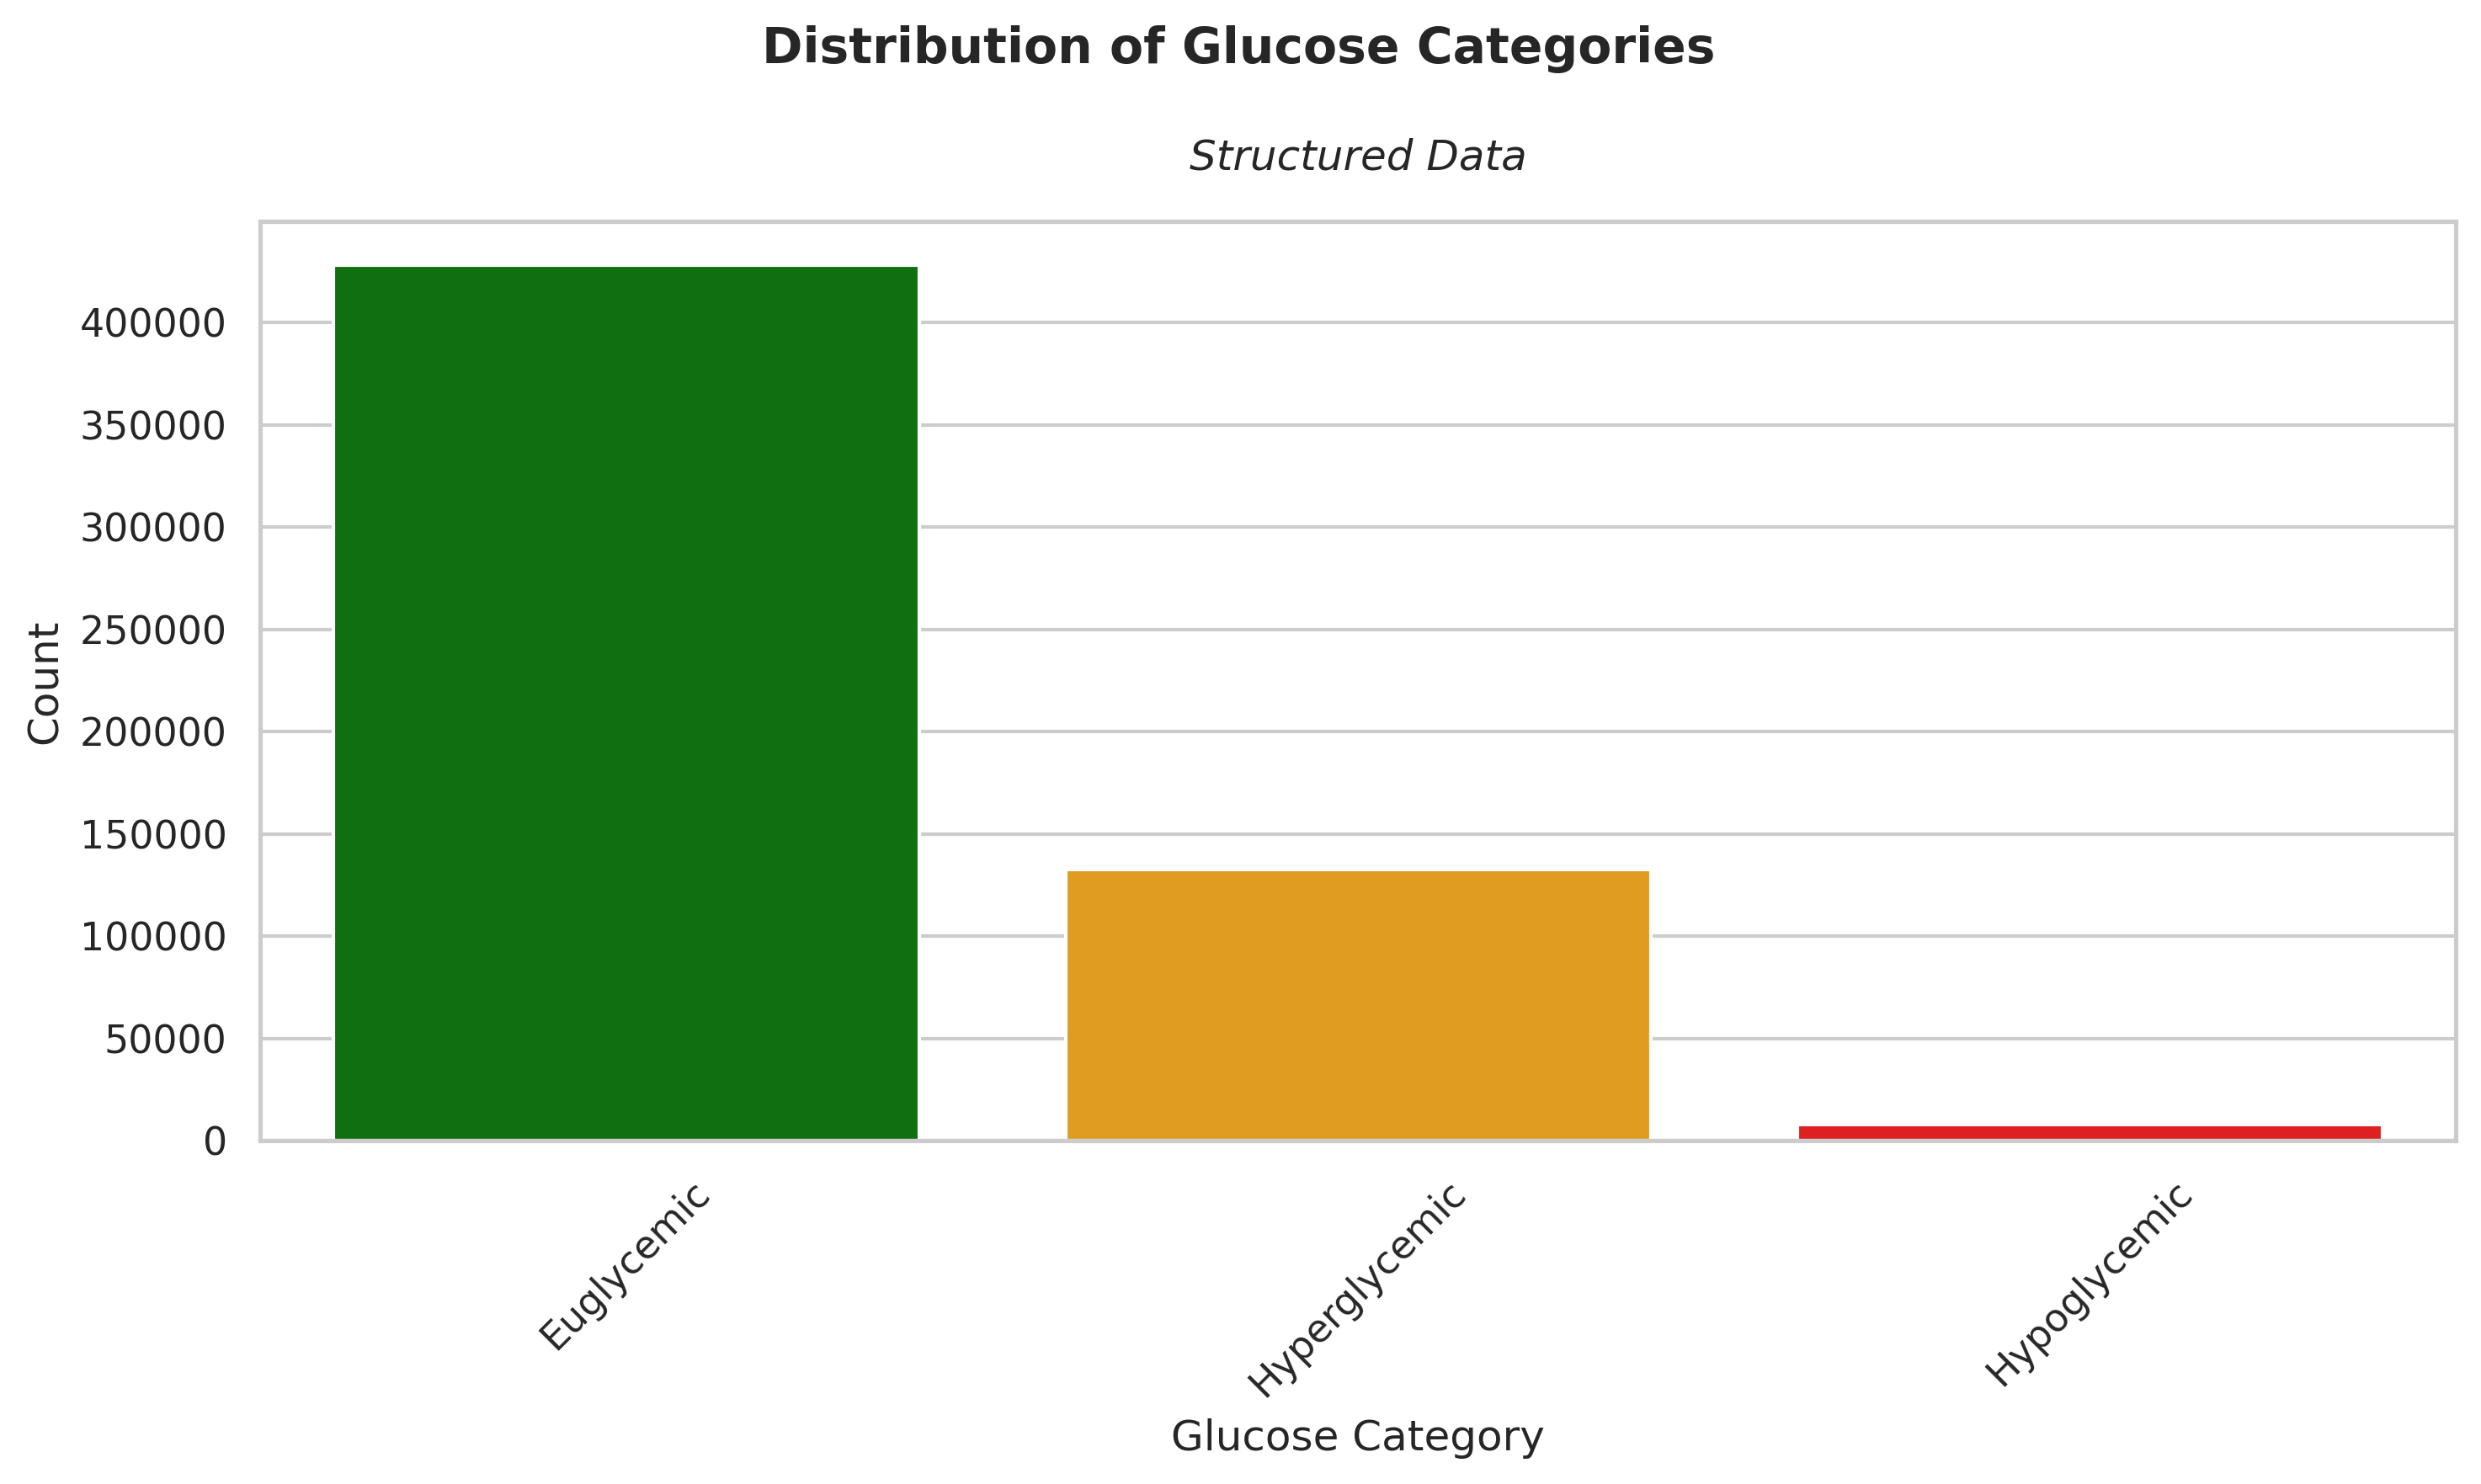 Distribution of Glucose Categories
Structured Data
Count
400000
350000
300000
250000
200000
150000
100000
50000
0
Euglycemic
Hyperglycemic
Hypoglycemic
Glucose Category